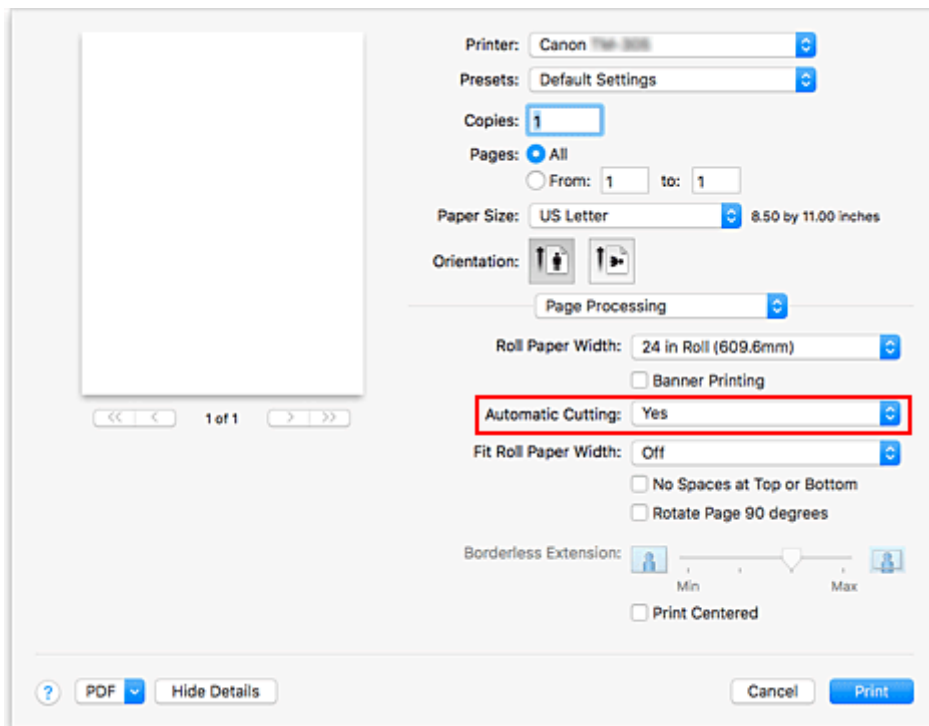 Printer: Canon
Presets: Default Settings
Copies: 1
Pages: All
From: 1 to: 1
Paper Size: US Letter 8.50 by 11.00 inches
Orientation:
Page Processing
Roll Paper Width: 24 in Roll (609.6mm)
Banner Printing
<< < 1 of 1 > >>
Automatic Cutting: Yes
Fit Roll Paper Width: Off
No Spaces at Top or Bottom
Rotate Page 90 degrees
Borderless Extension:
Min Max
Print Centered
? PDF Hide Details Cancel Print